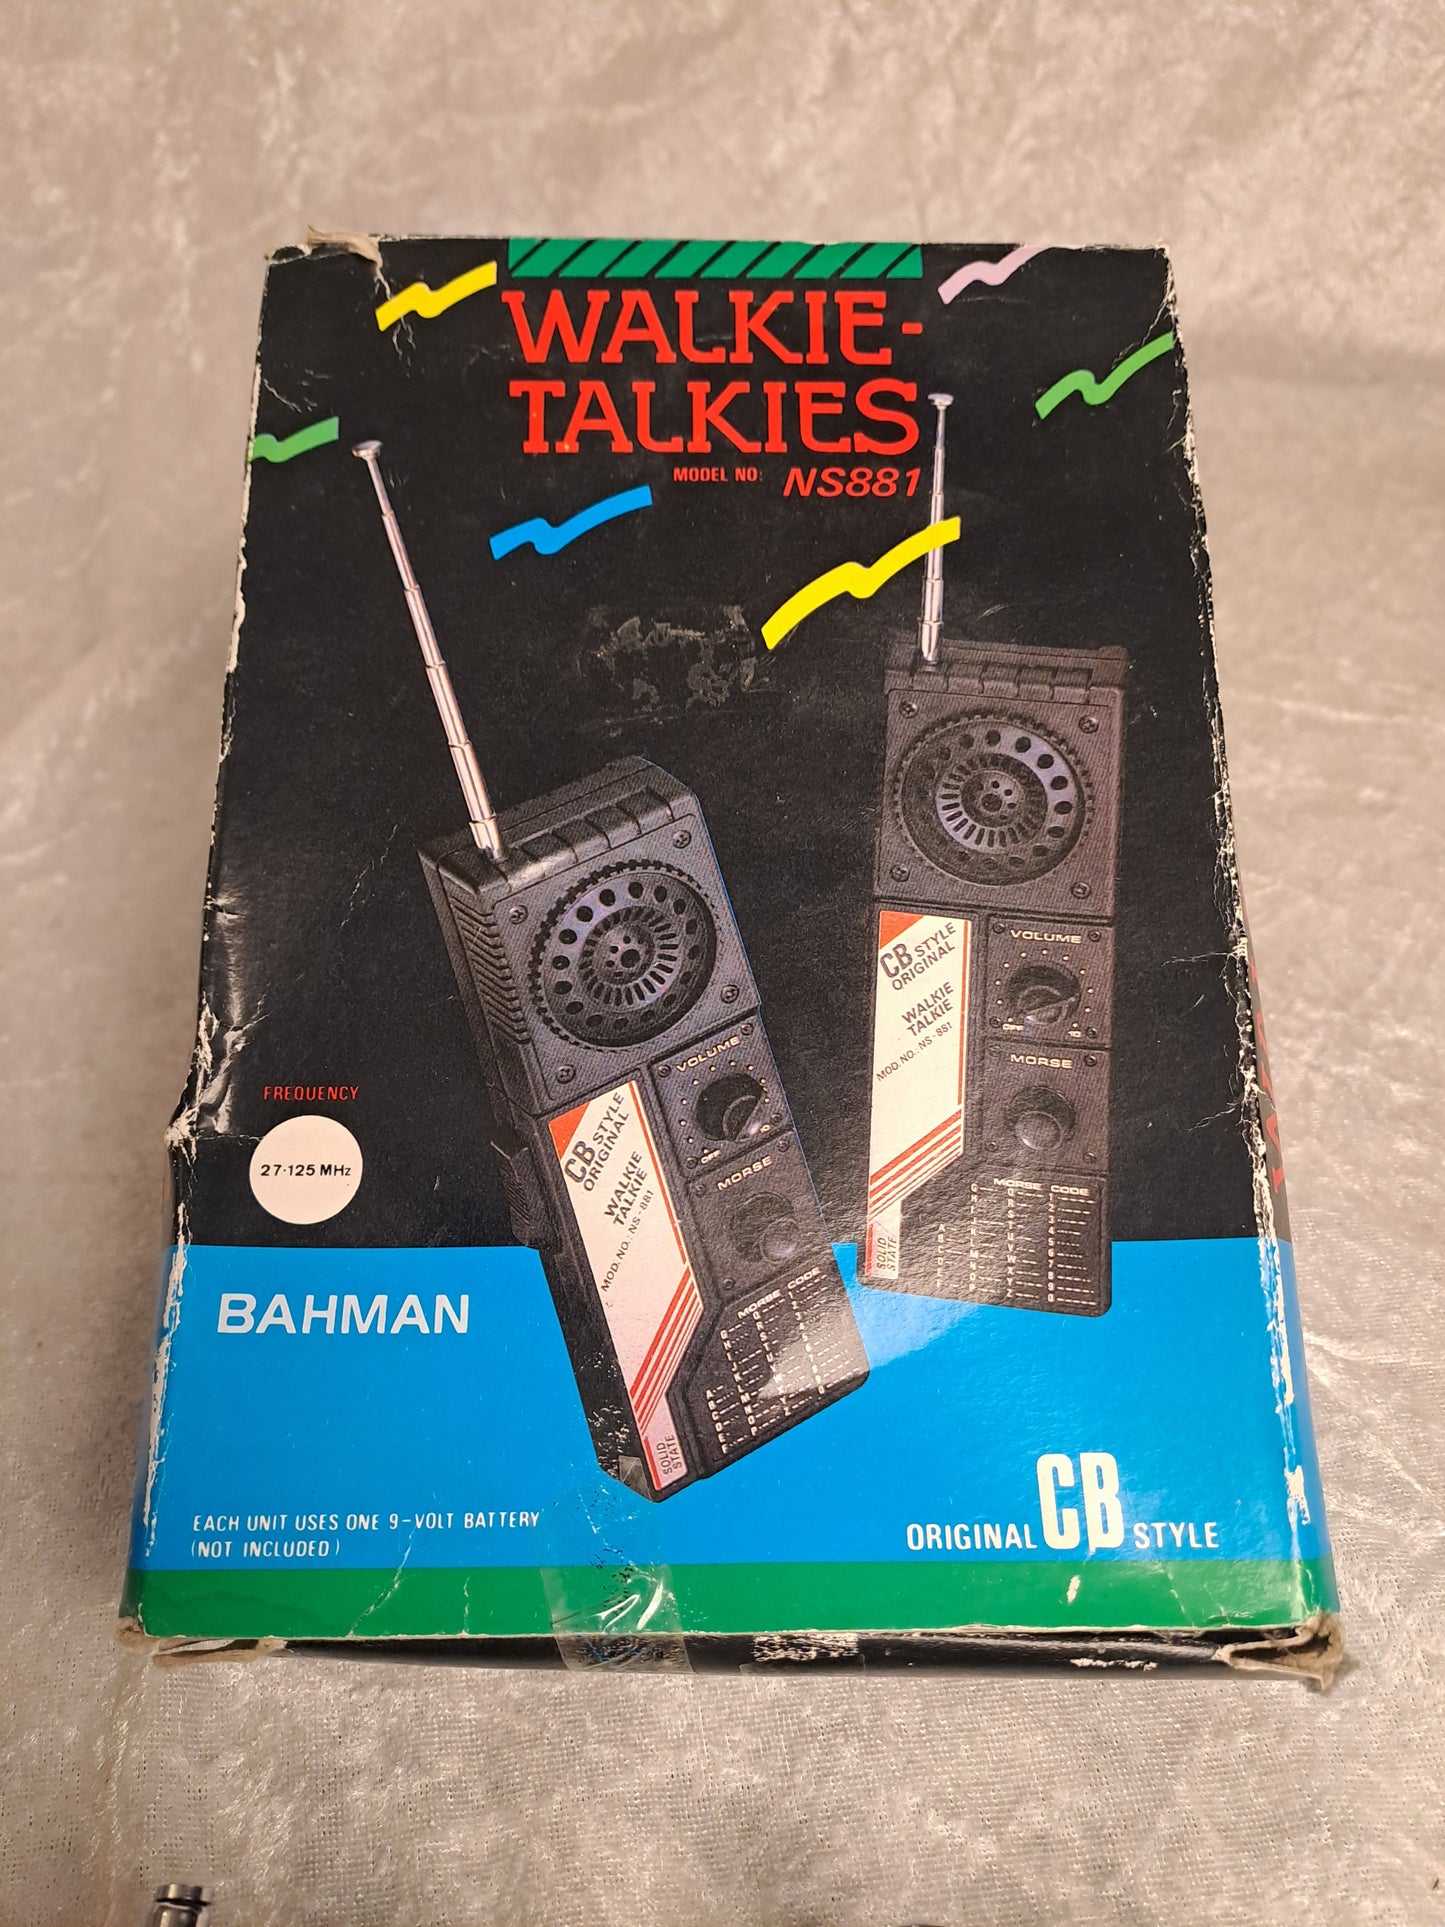 WALKIE-
TALKIES
MODEL NO: NS881
VOLUME
OFF 10
MORSE
MORSE CODE
CB STYLE
ORIGINAL
WALKIE
TALKIE
MOD. NO.: NS-881
SOLID
STATE
VOLUME
OFF 10
MORSE
MORSE CODE
CB STYLE
ORIGINAL
WALKIE
TALKIE
MOD. NO.: NS-881
SOLID
STATE
FREQUENCY
27·125 MHz
BAHMAN
EACH UNIT USES ONE 9-VOLT BATTERY
(NOT INCLUDED)
ORIGINAL CB STYLE